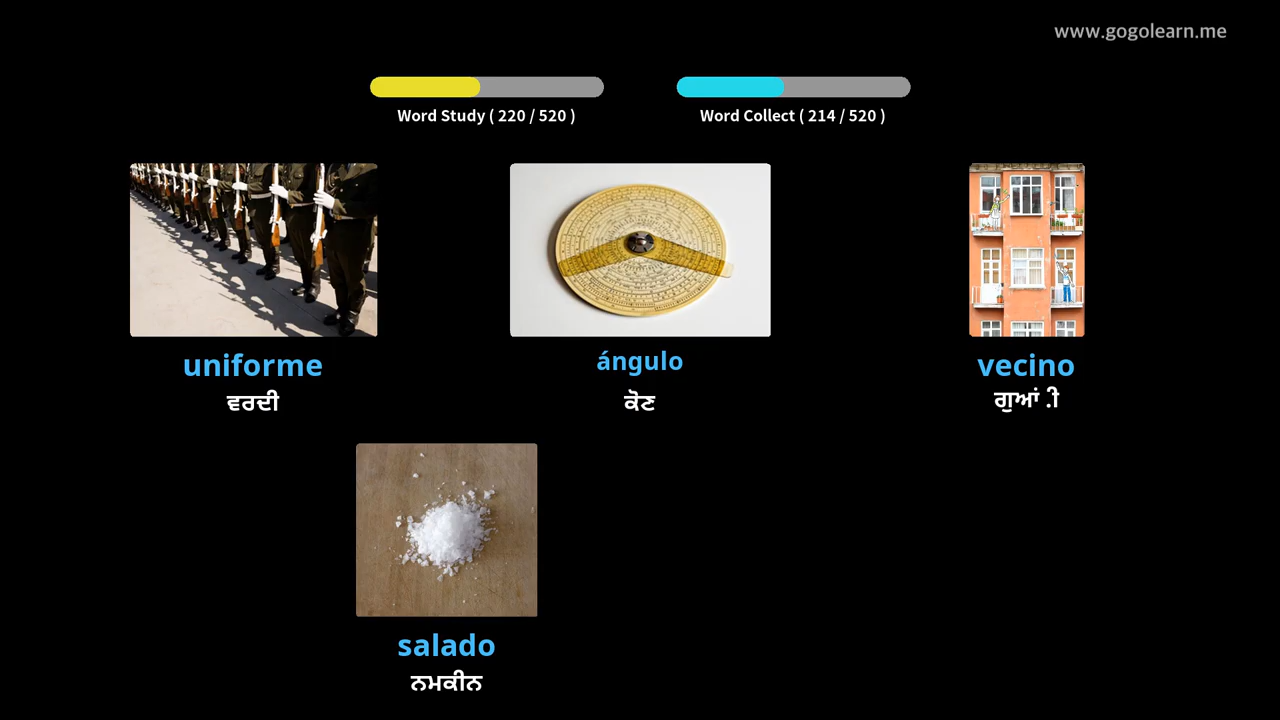 www.gogolearn.me
Word Study ( 220 / 520 )
Word Collect ( 214 / 520 )
uniforme
ਵਰਦੀ
ángulo
ਕੋਣ
vecino
ਗੁਆਂ .ੀ
salado
ਨਮਕੀਨ